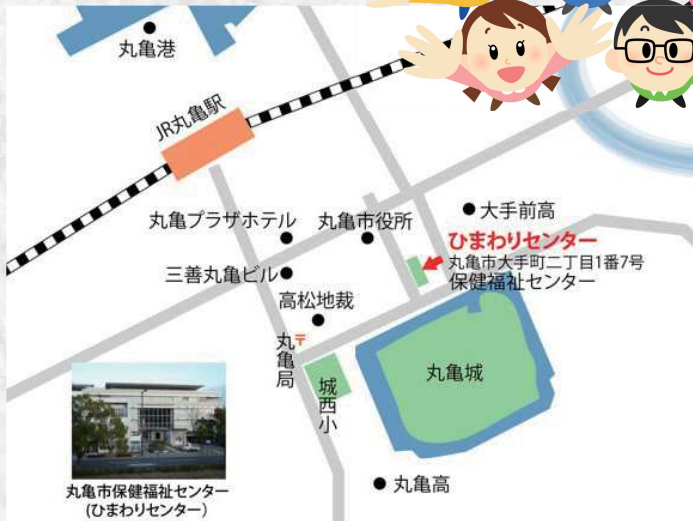 丸亀港
JR丸亀駅
丸亀プラザホテル
丸亀市役所
大手前高
ひまわりセンター
丸亀市大手町二丁目1番7号
保健福祉センター
三善丸亀ビル
高松地裁
〒
丸亀局
城西小
丸亀城
丸亀高
丸亀市保健福祉センター
(ひまわりセンター)